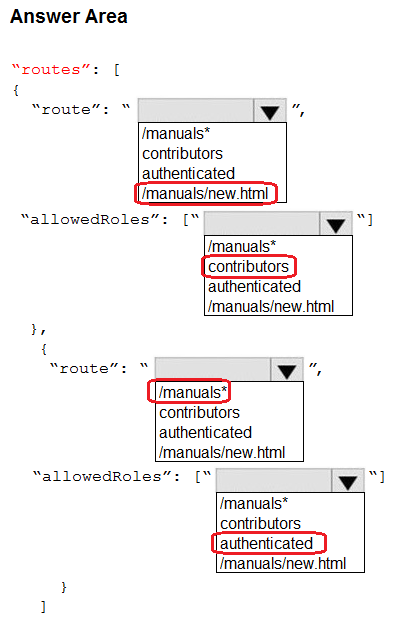 Answer Area
“routes”: [
{
“route”: “ ”,
/manuals*
contributors
authenticated
/manuals/new.html
“allowedRoles”: [“ “]
/manuals*
contributors
authenticated
/manuals/new.html
},
{
“route”: “ ”,
/manuals*
contributors
authenticated
/manuals/new.html
“allowedRoles”: [“ “]
/manuals*
contributors
authenticated
/manuals/new.html
}
]